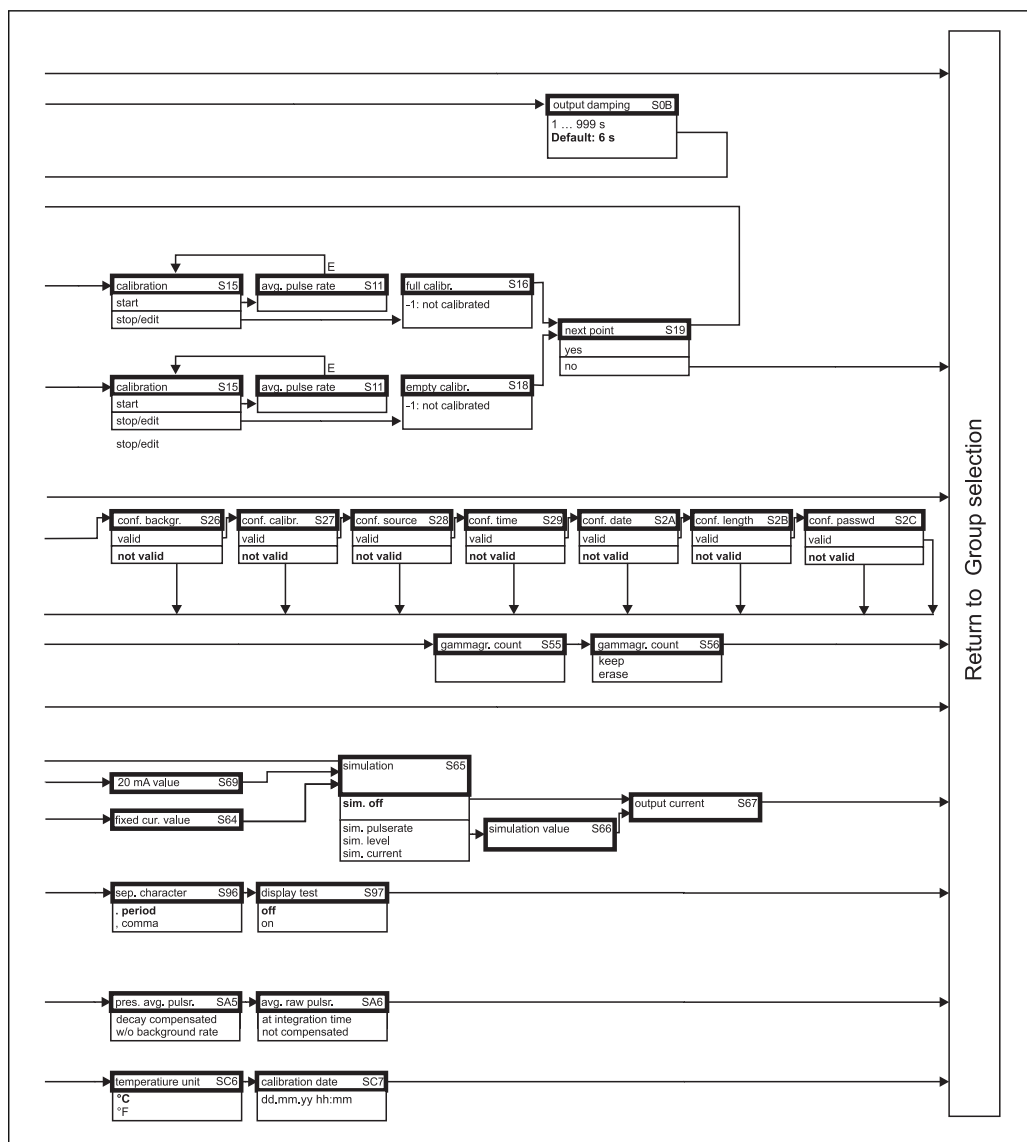 output damping S0B
1 ... 999 s
Default: 6 s
E
calibration S15
avg. pulse rate S11
full calibr. S16
start
-1: not calibrated
stop/edit
next point S19
yes
no
E
calibration S15
avg. pulse rate S11
empty calibr. S18
start
-1: not calibrated
stop/edit
stop/edit
conf. backgr. S26
conf. calibr. S27
conf. source S28
conf. time S29
conf. date S2A
conf. length S2B
conf. passwd S2C
valid
valid
valid
valid
valid
valid
valid
not valid
not valid
not valid
not valid
not valid
not valid
not valid
gammagr. count S55
gammagr. count S56
keep
erase
simulation S65
20 mA value S69
sim. off
output current S67
fixed cur. value S64
sim. pulserate
sim. level
sim. current
simulation value S66
sep. character S96
display test S97
. period
, comma
off
on
pres. avg. pulsr. SA5
avg. raw pulsr. SA6
decay compensated
w/o background rate
at integration time
not compensated
temperatiure unit SC6
calibration date SC7
°C
°F
dd.mm.yy hh:mm
Return to Group selection